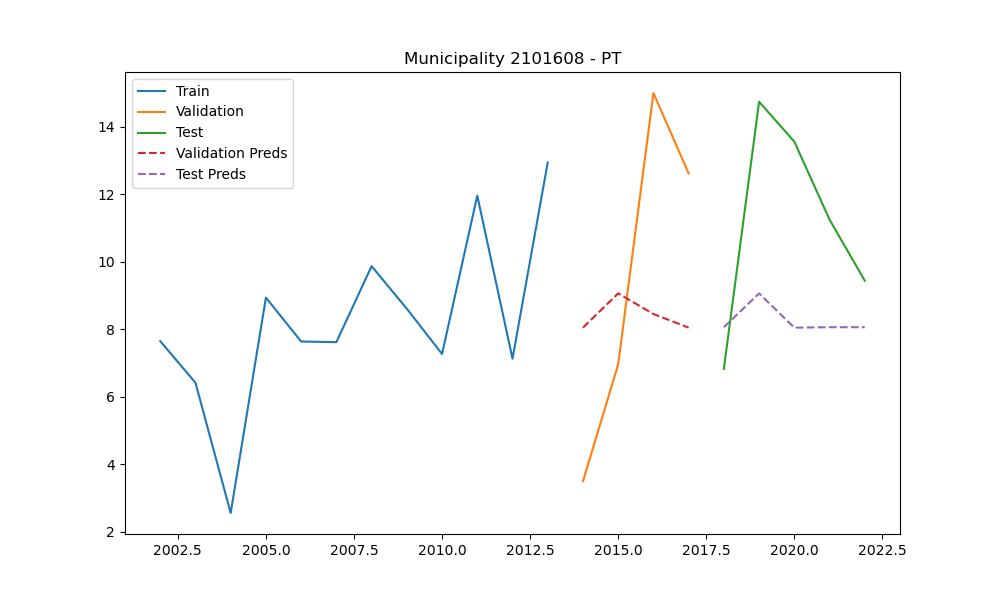 Municipality 2101608 - PT
Train
Validation
Test
Validation Preds
Test Preds
14
12
10
8
6
4
2
2002.5 2005.0 2007.5 2010.0 2012.5 2015.0 2017.5 2020.0 2022.5